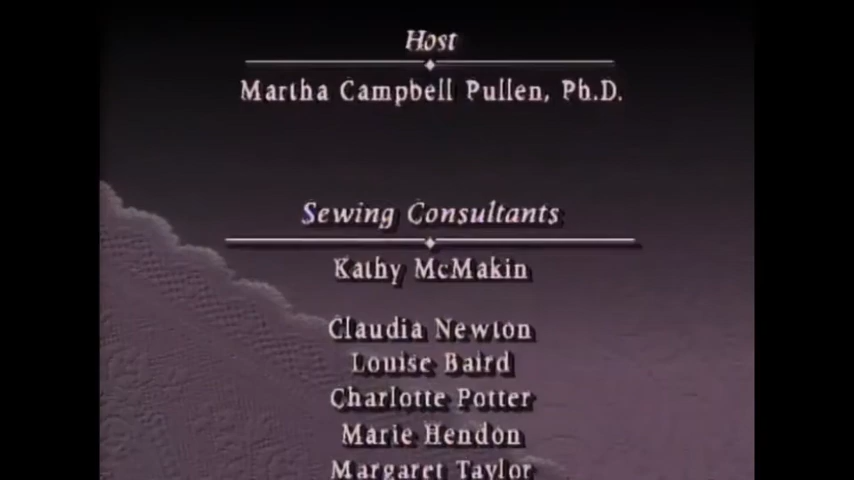 Host
Martha Campbell Pullen, Ph.D.
Sewing Consultants
Kathy McMakin
Claudia Newton
Louise Baird
Charlotte Potter
Marie Hendon
Margaret Taylor